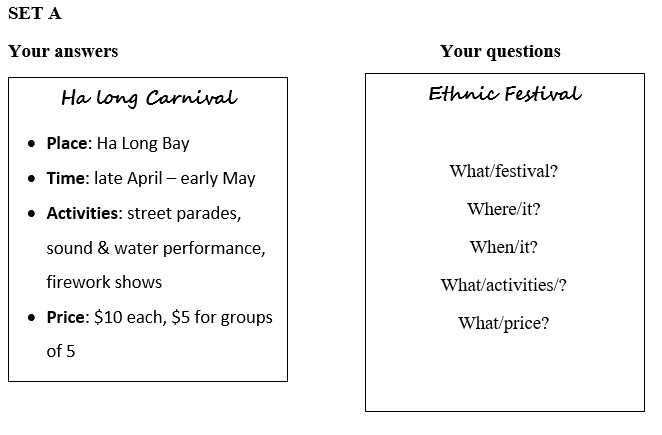 SET A
Your answers
Ha long Carnival
• Place: Ha Long Bay
• Time: late April – early May
• Activities: street parades,
sound & water performance,
firework shows
• Price: $10 each, $5 for groups
of 5
Your questions
Ethnic Festival
What/festival?
Where/it?
When/it?
What/activities/?
What/price?